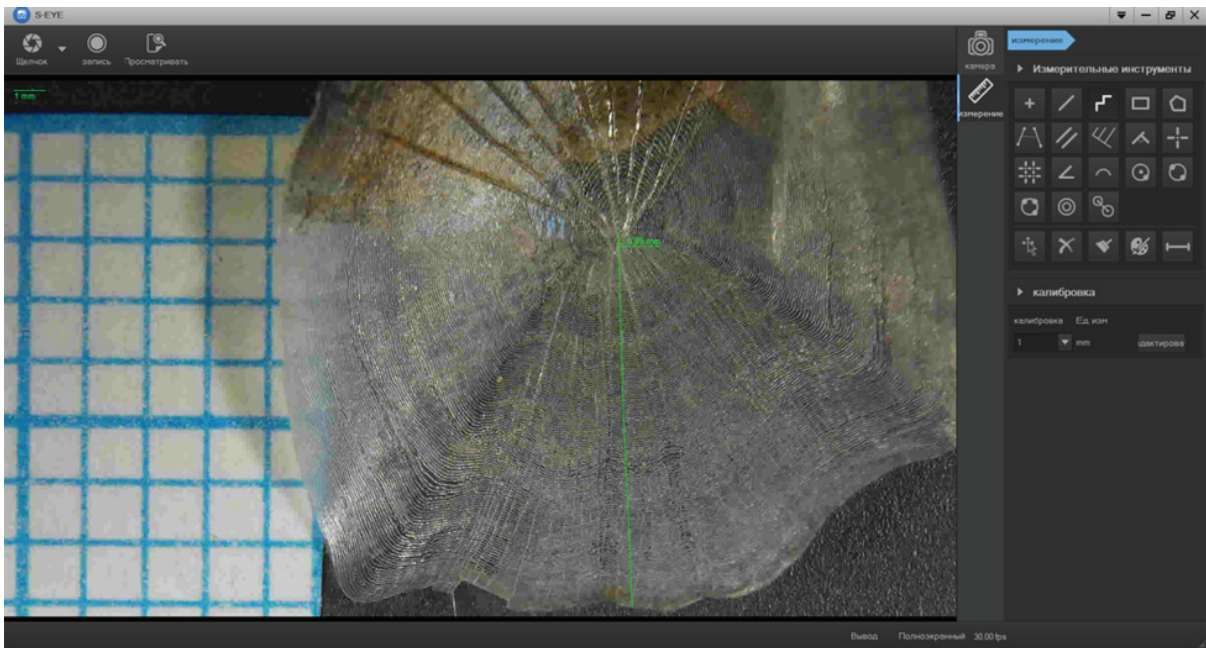 S-EYE
Щелчок
запись
Просматривать
камера
измерение
измерение
Измерительные инструменты
1 mm
калибровка
калибровка Ед изм
1 mm
Вывод Полноэкранный 30.00 fps